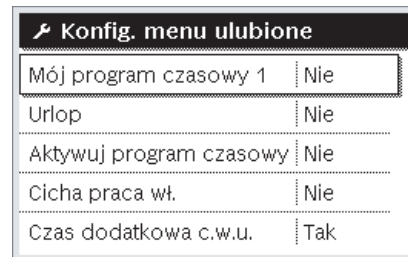 Konfig. menu ulubione
Mój program czasowy 1 Nie
Urlop Nie
Aktywuj program czasowy Nie
Cicha praca wł. Nie
Czas dodatkowa c.w.u. Tak